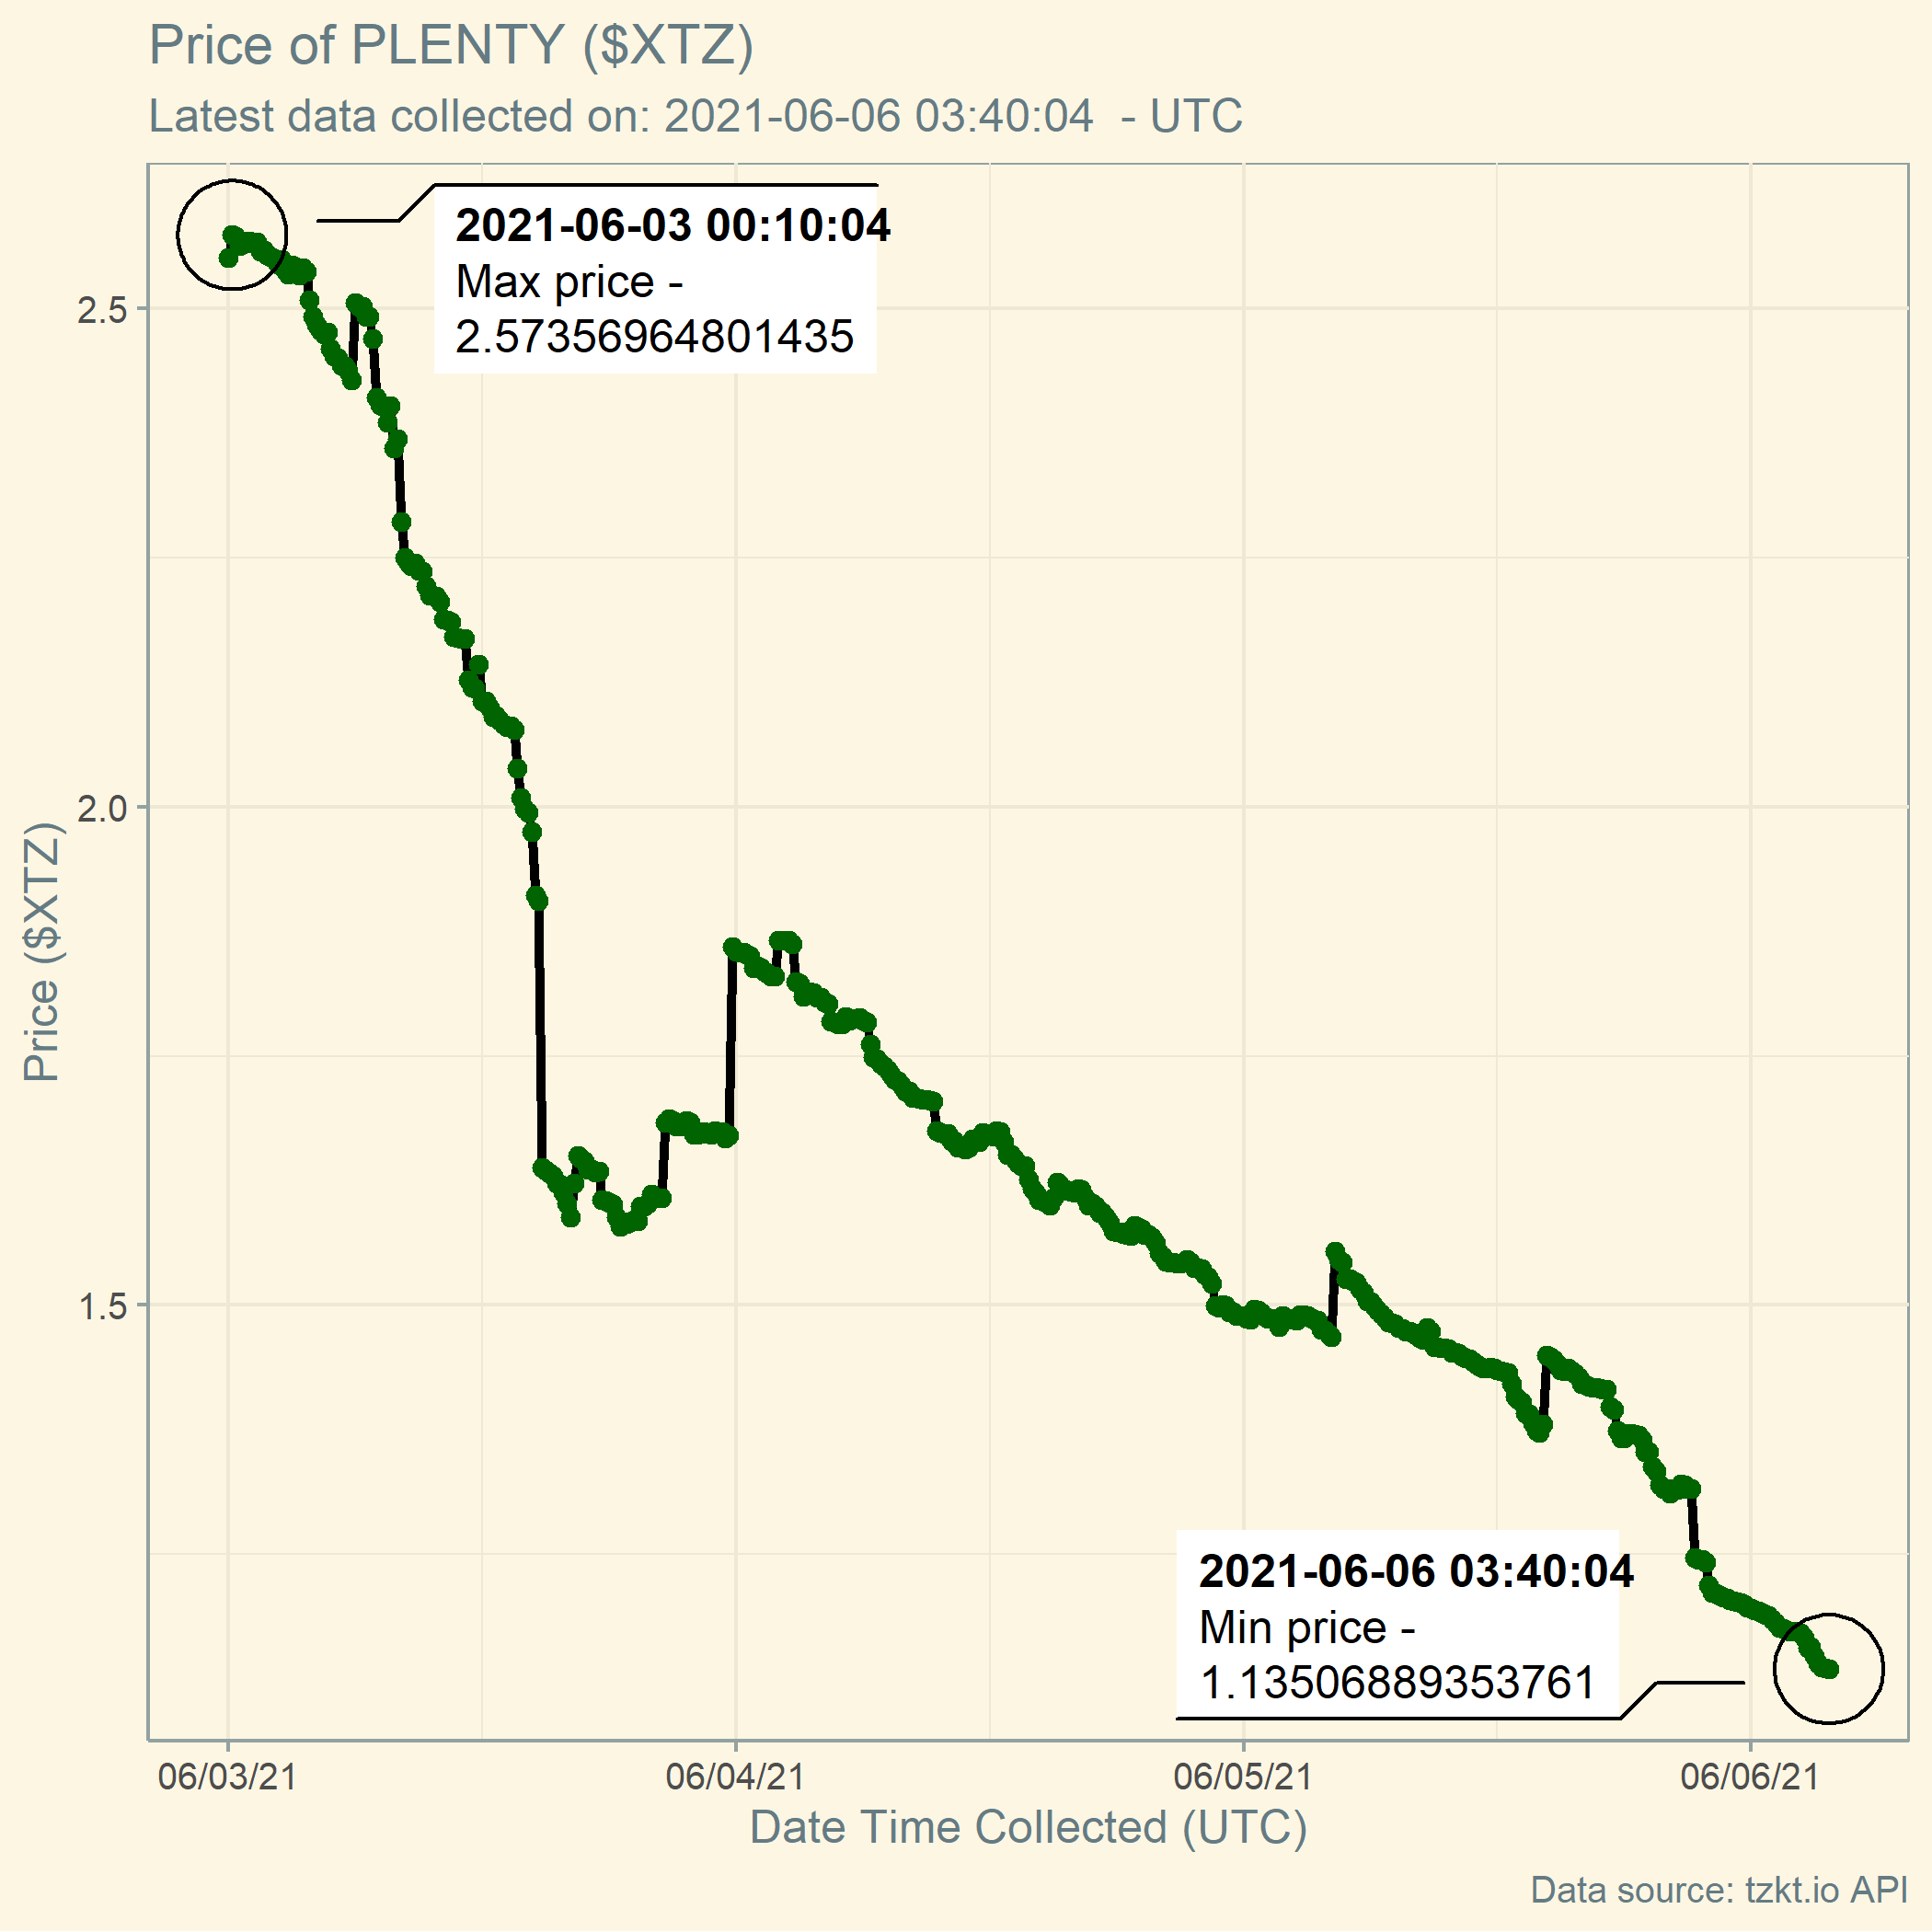 Price of PLENTY ($XTZ)
Latest data collected on: 2021-06-06 03:40:04  - UTC
2021-06-03 00:10:04
Max price -
2.57356964801435
2.5
2.0
1.5
Price ($XTZ)
2021-06-06 03:40:04
Min price -
1.13506889353761
06/03/21
06/04/21
06/05/21
06/06/21
Date Time Collected (UTC)
Data source: tzkt.io API